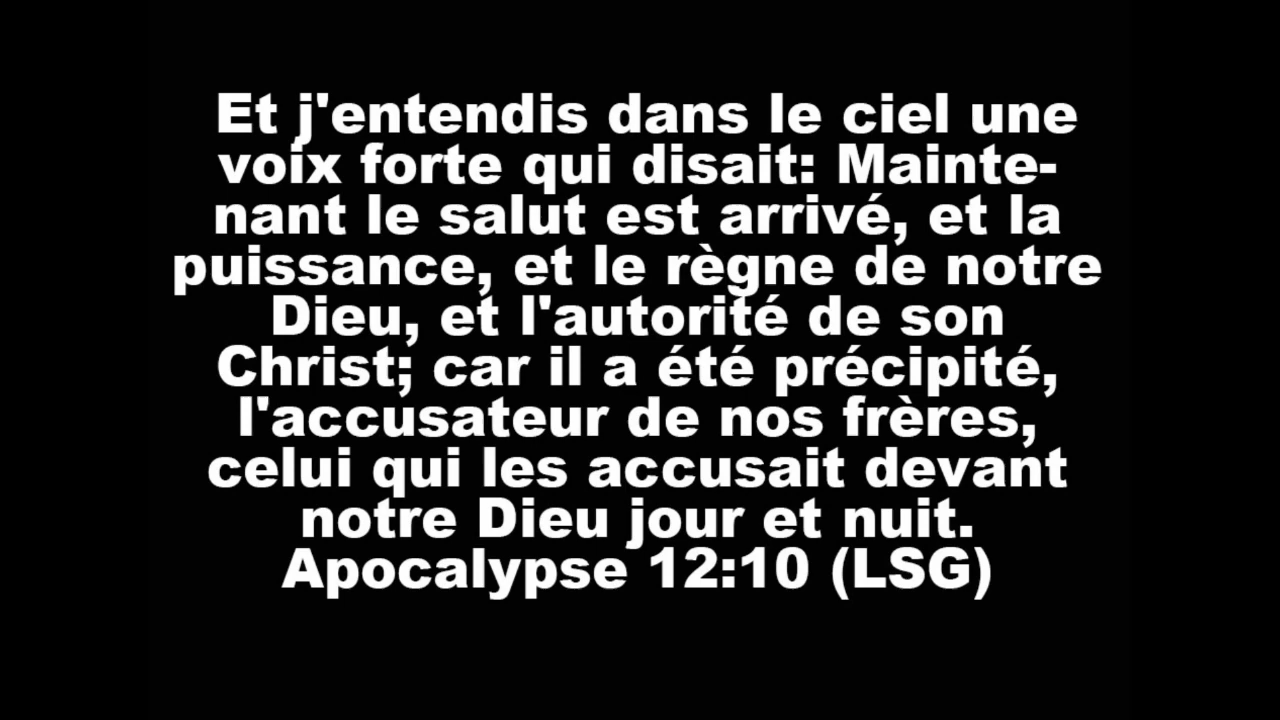 Et j'entendis dans le ciel une
voix forte qui disait: Mainte-
nant le salut est arrivé, et la
puissance, et le règne de notre
Dieu, et l'autorité de son
Christ; car il a été précipité,
l'accusateur de nos frères,
celui qui les accusait devant
notre Dieu jour et nuit.
Apocalypse 12:10 (LSG)